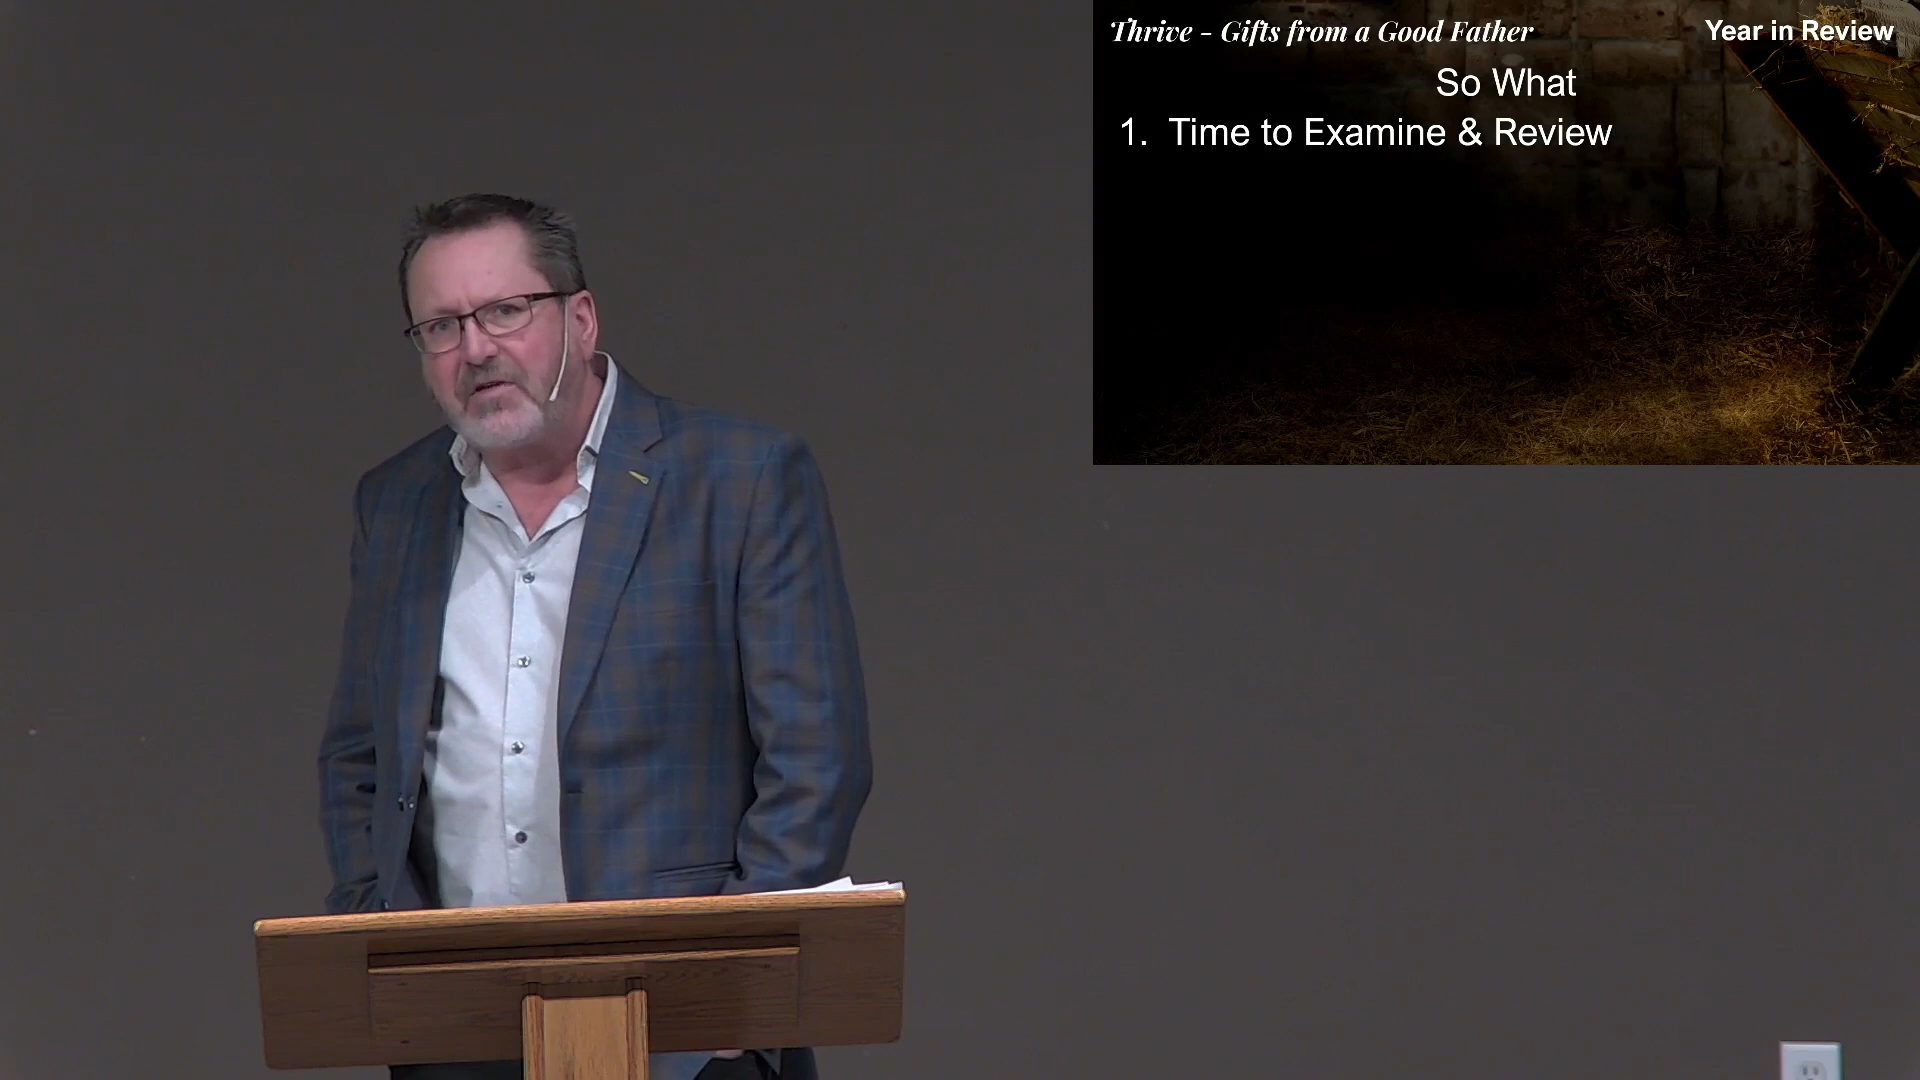 Thrive - Gifts from a Good Father
Year in Review
So What
1. Time to Examine & Review